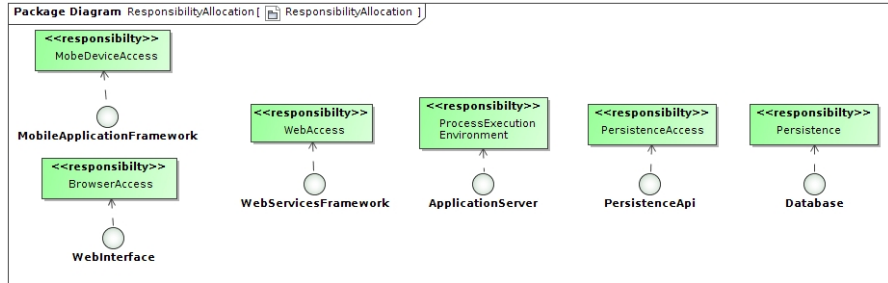 Package Diagram ResponsibilityAllocation [ ResponsibilityAllocation ]
<<responsibilty>>
MobeDeviceAccess
MobileApplicationFramework
<<responsibilty>>
BrowserAccess
WebInterface
<<responsibilty>>
WebAccess
WebServicesFramework
<<responsibilty>>
ProcessExecution
Environment
ApplicationServer
<<responsibilty>>
PersistenceAccess
PersistenceApi
<<responsibilty>>
Persistence
Database